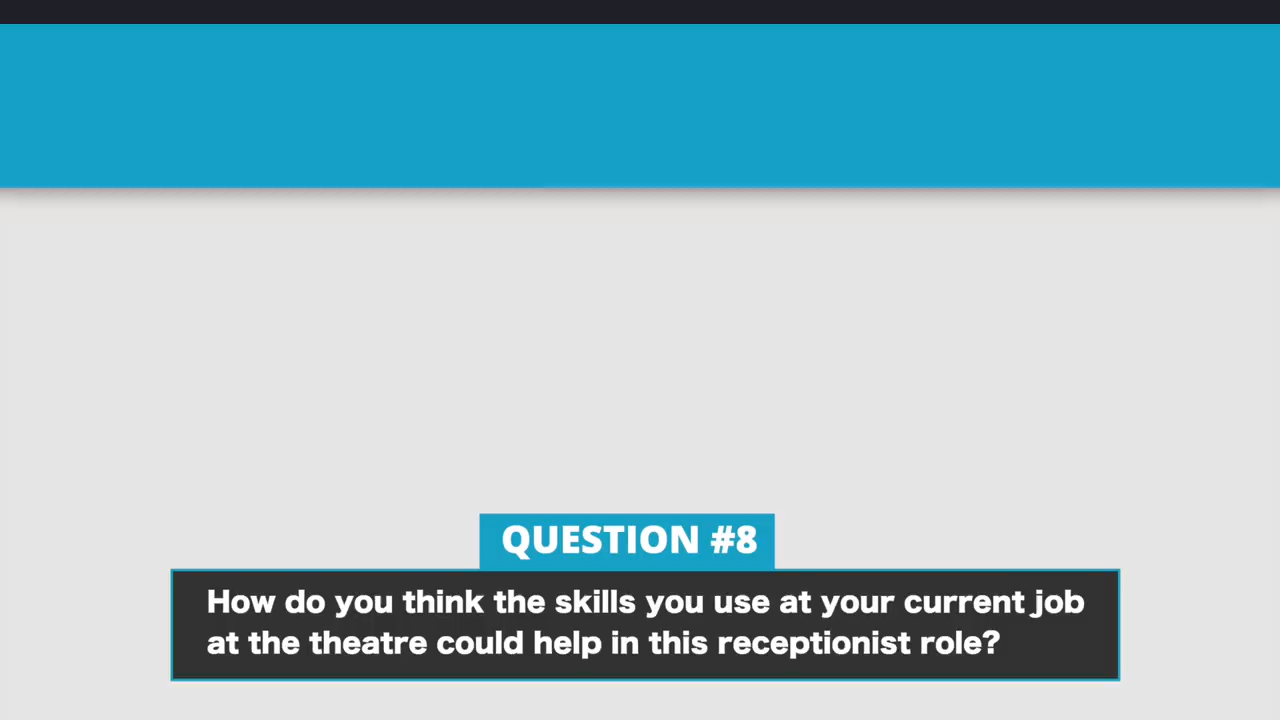 QUESTION #8
How do you think the skills you use at your current job
at the theatre could help in this receptionist role?